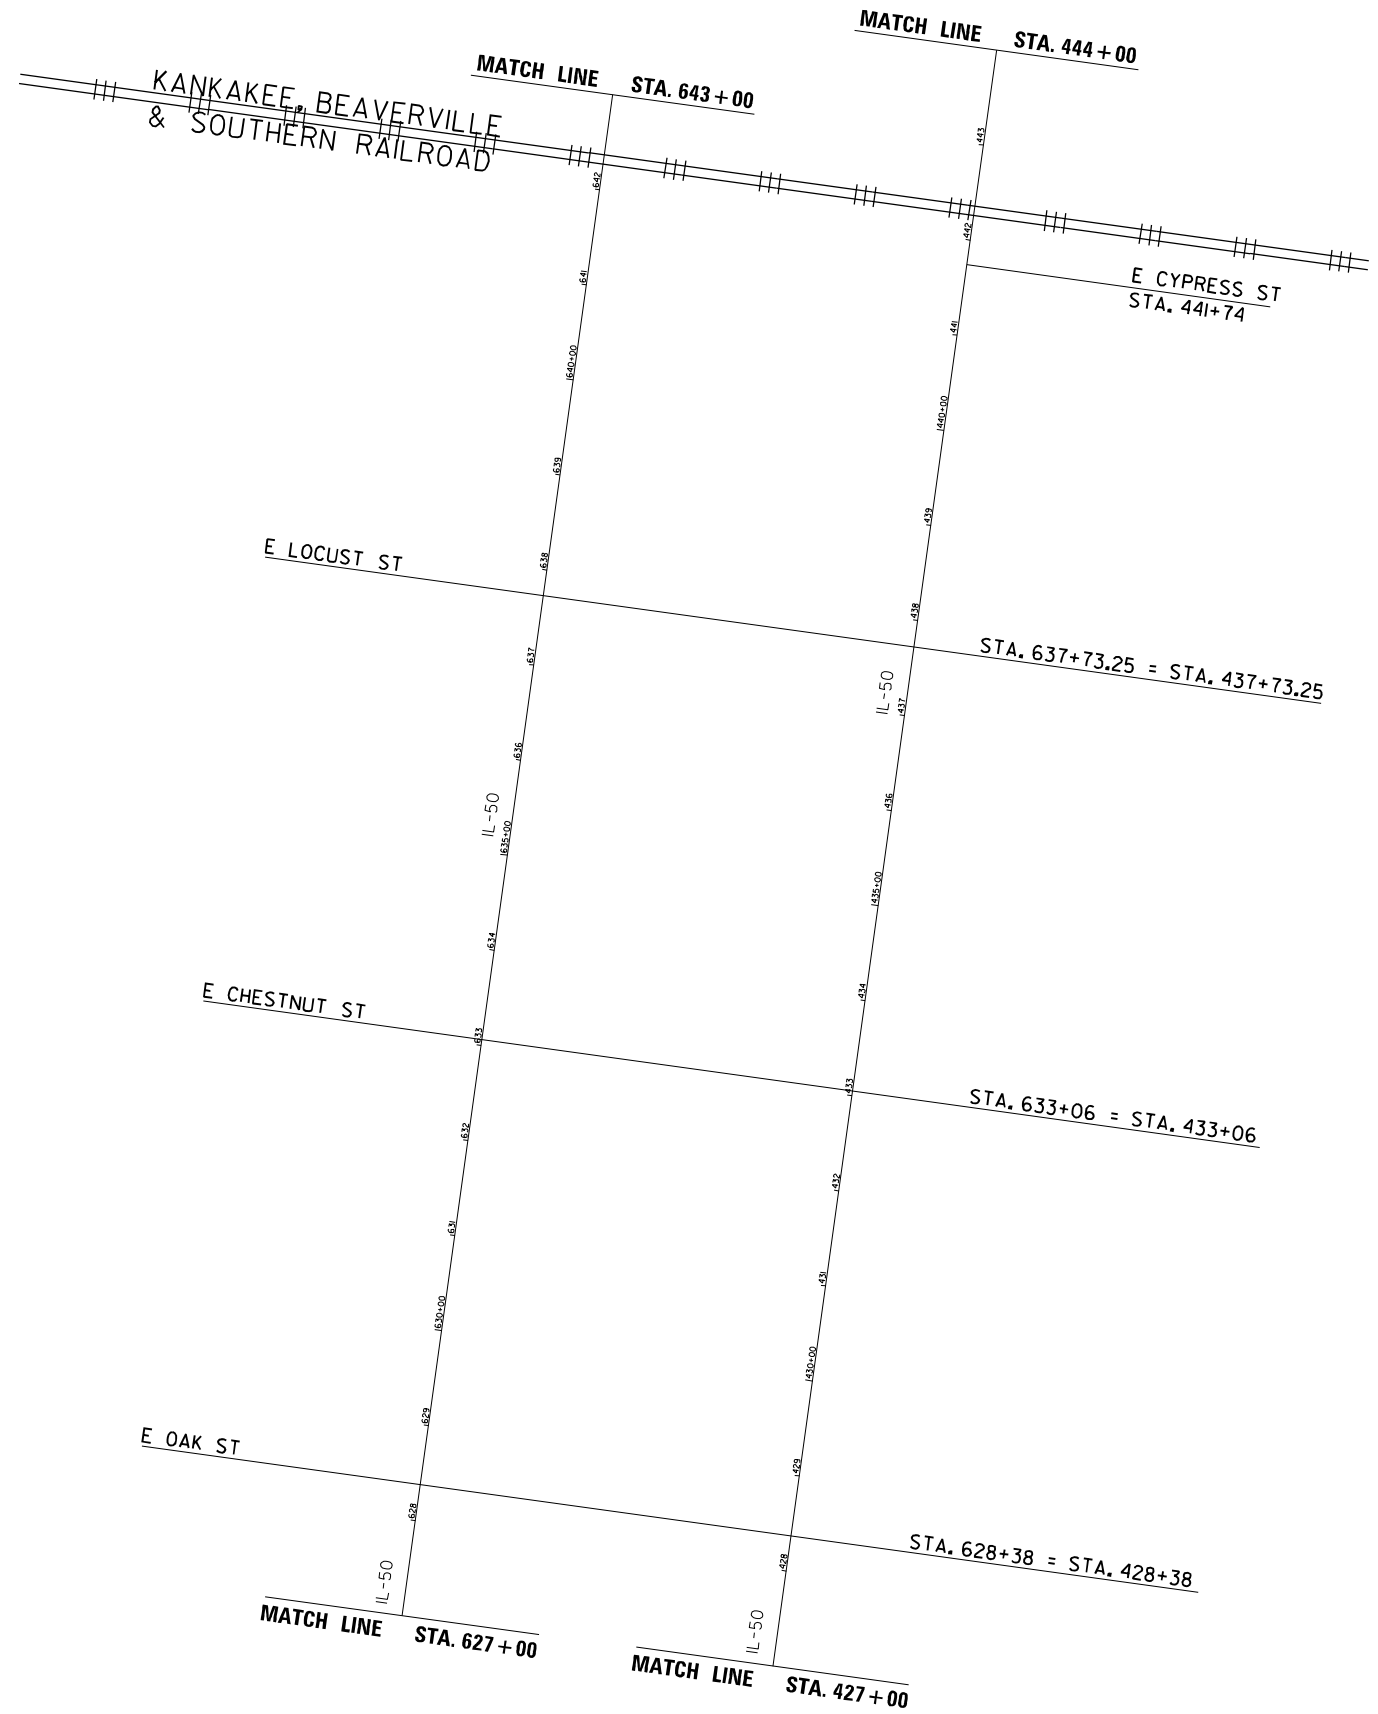 MATCH LINE STA. 444+00
MATCH LINE STA. 643+00
KANKAKEE, BEAVERVILLE
& SOUTHERN RAILROAD
443
642
442
E CYPRESS ST
STA. 441+74
641
441
640+00
440+00
639
439
E LOCUST ST
638
438
STA. 637+73.25 = STA. 437+73.25
637
IL-50
437
636
436
IL-50
635+00
435+00
634
434
E CHESTNUT ST
633
433
STA. 633+06 = STA. 433+06
632
432
631
431
630+00
430+00
629
429
E OAK ST
628
428
STA. 628+38 = STA. 428+38
IL-50
IL-50
MATCH LINE STA. 627+00
MATCH LINE STA. 427+00